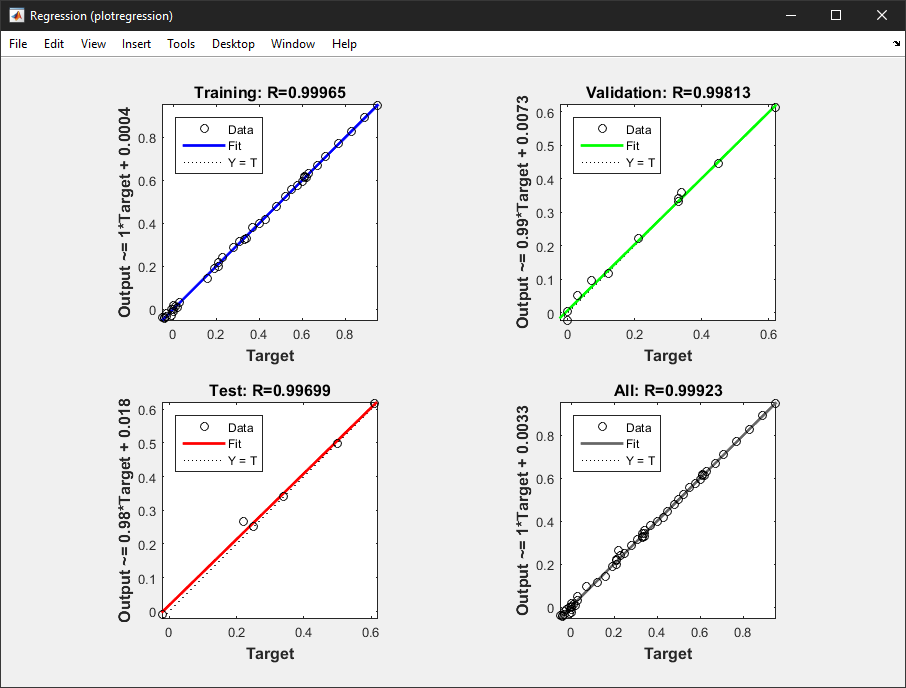 Regression (plotregression)
File Edit View Insert Tools Desktop Window Help
Training: R=0.99965
Output ~= 1*Target + 0.0004
0.8
0.6
0.4
0.2
0
Data
Fit
Y = T
0 0.2 0.4 0.6 0.8
Target
Validation: R=0.99813
Output ~= 0.99*Target + 0.0073
0.6
0.5
0.4
0.3
0.2
0.1
0
Data
Fit
Y = T
0 0.2 0.4 0.6
Target
Test: R=0.99699
Output ~= 0.98*Target + 0.018
0.6
0.5
0.4
0.3
0.2
0.1
0
Data
Fit
Y = T
0 0.2 0.4 0.6
Target
All: R=0.99923
Output ~= 1*Target + 0.0033
0.8
0.6
0.4
0.2
0
Data
Fit
Y = T
0 0.2 0.4 0.6 0.8
Target